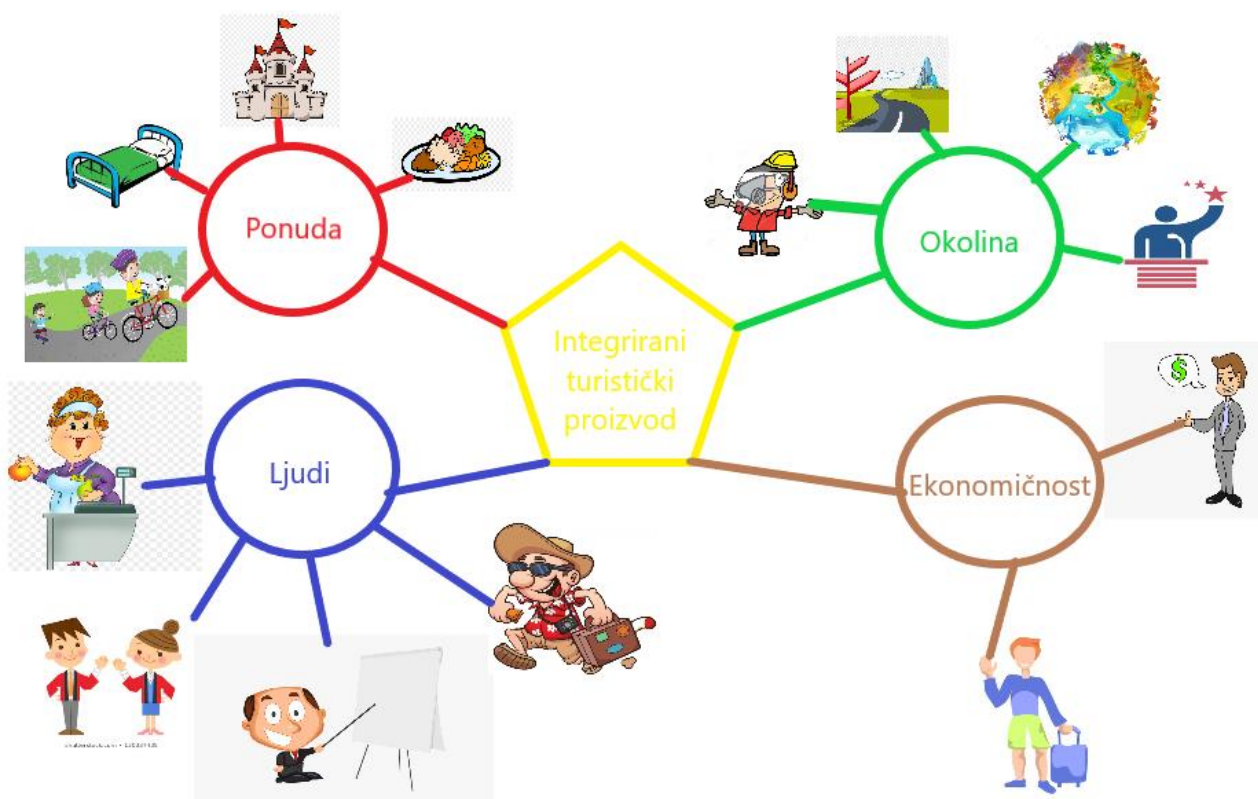 Ponuda
Okolina
Integrirani
turistički
proizvod
$
Ljudi
Ekonomičnost